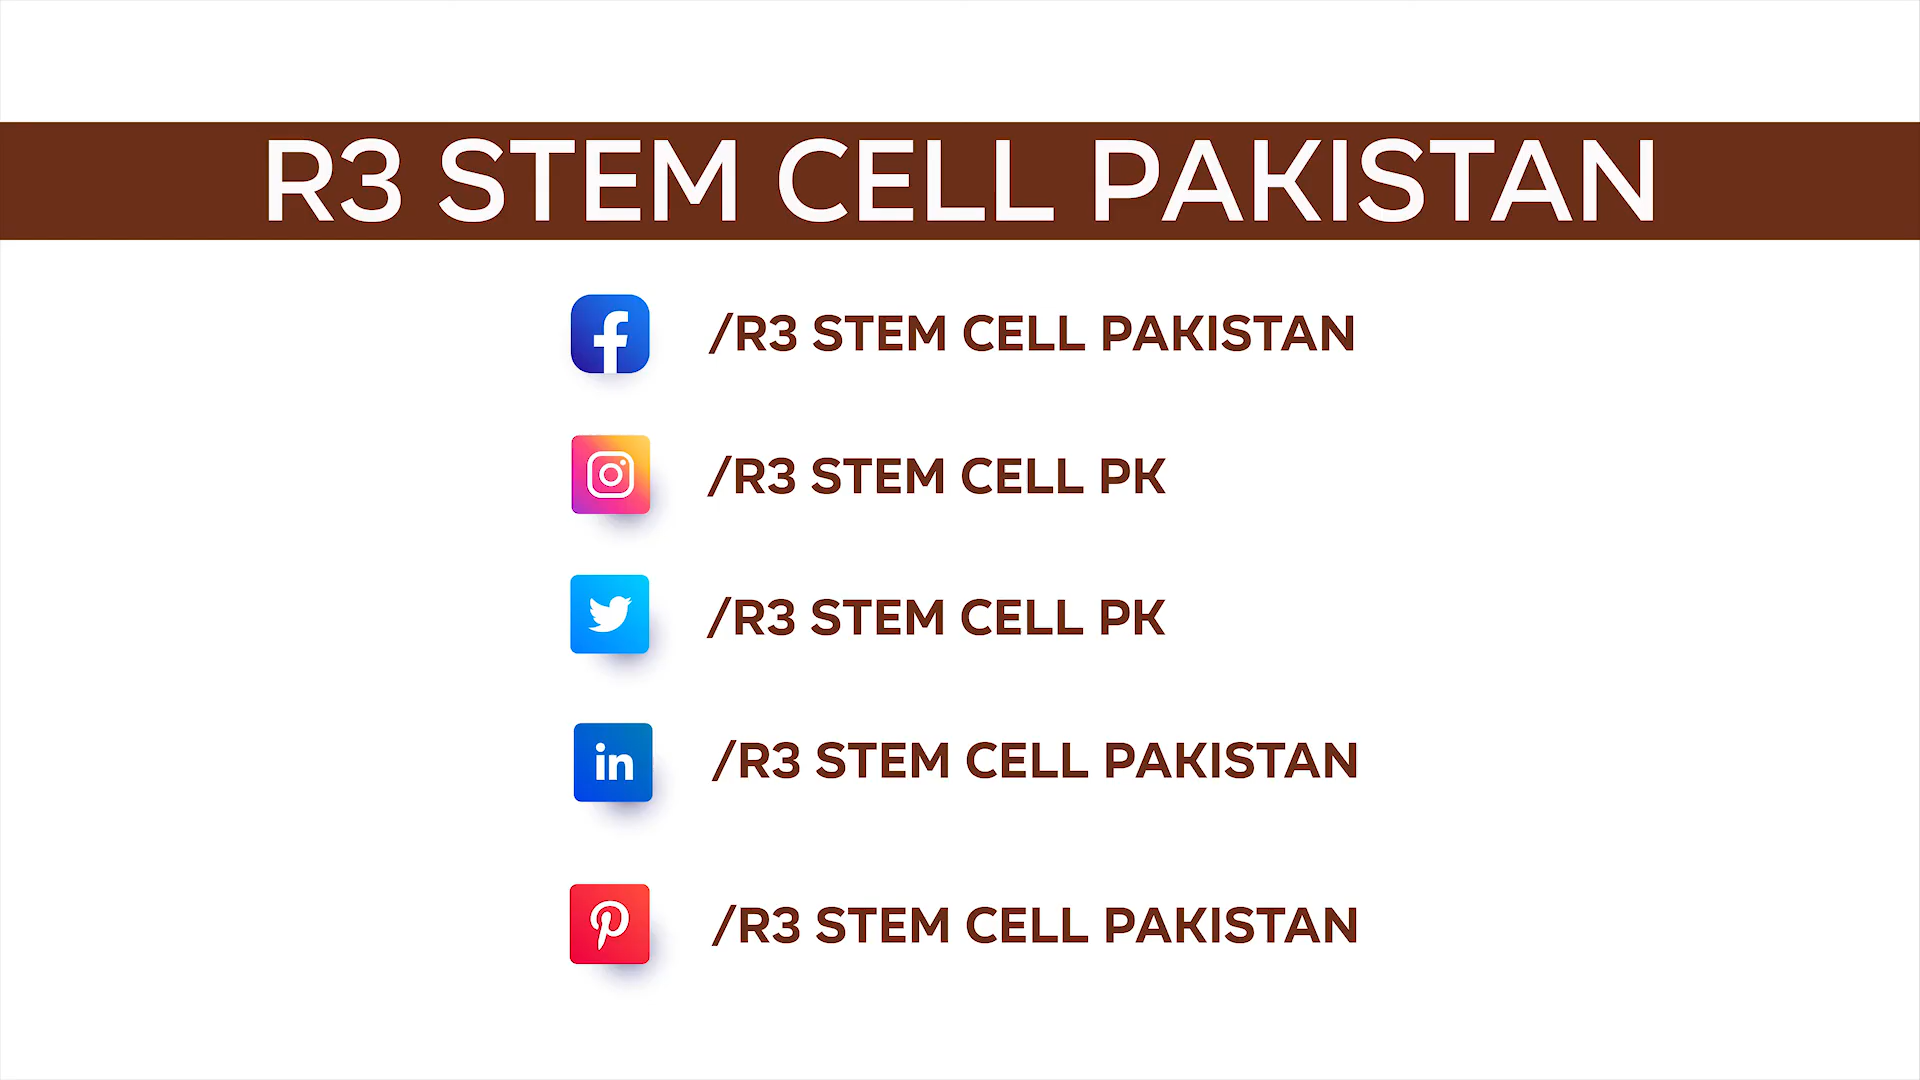 R3 STEM CELL PAKISTAN
/R3 STEM CELL PAKISTAN
/R3 STEM CELL PK
/R3 STEM CELL PK
in /R3 STEM CELL PAKISTAN
/R3 STEM CELL PAKISTAN